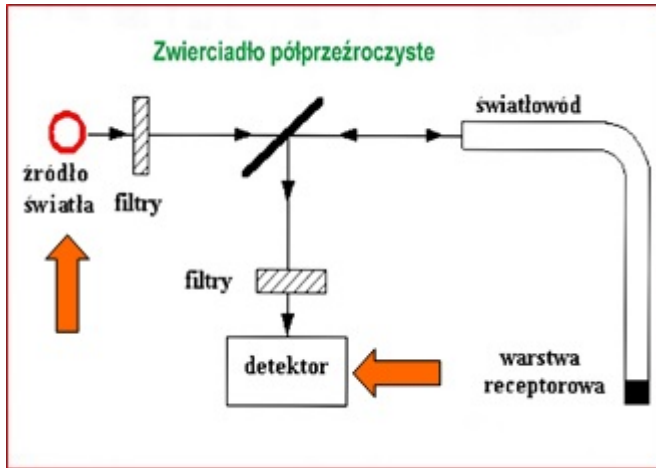 Zwierciadło półprzeźroczyste
światłowód
źródło
światła
filtry
filtry
detektor
warstwa
receptorowa